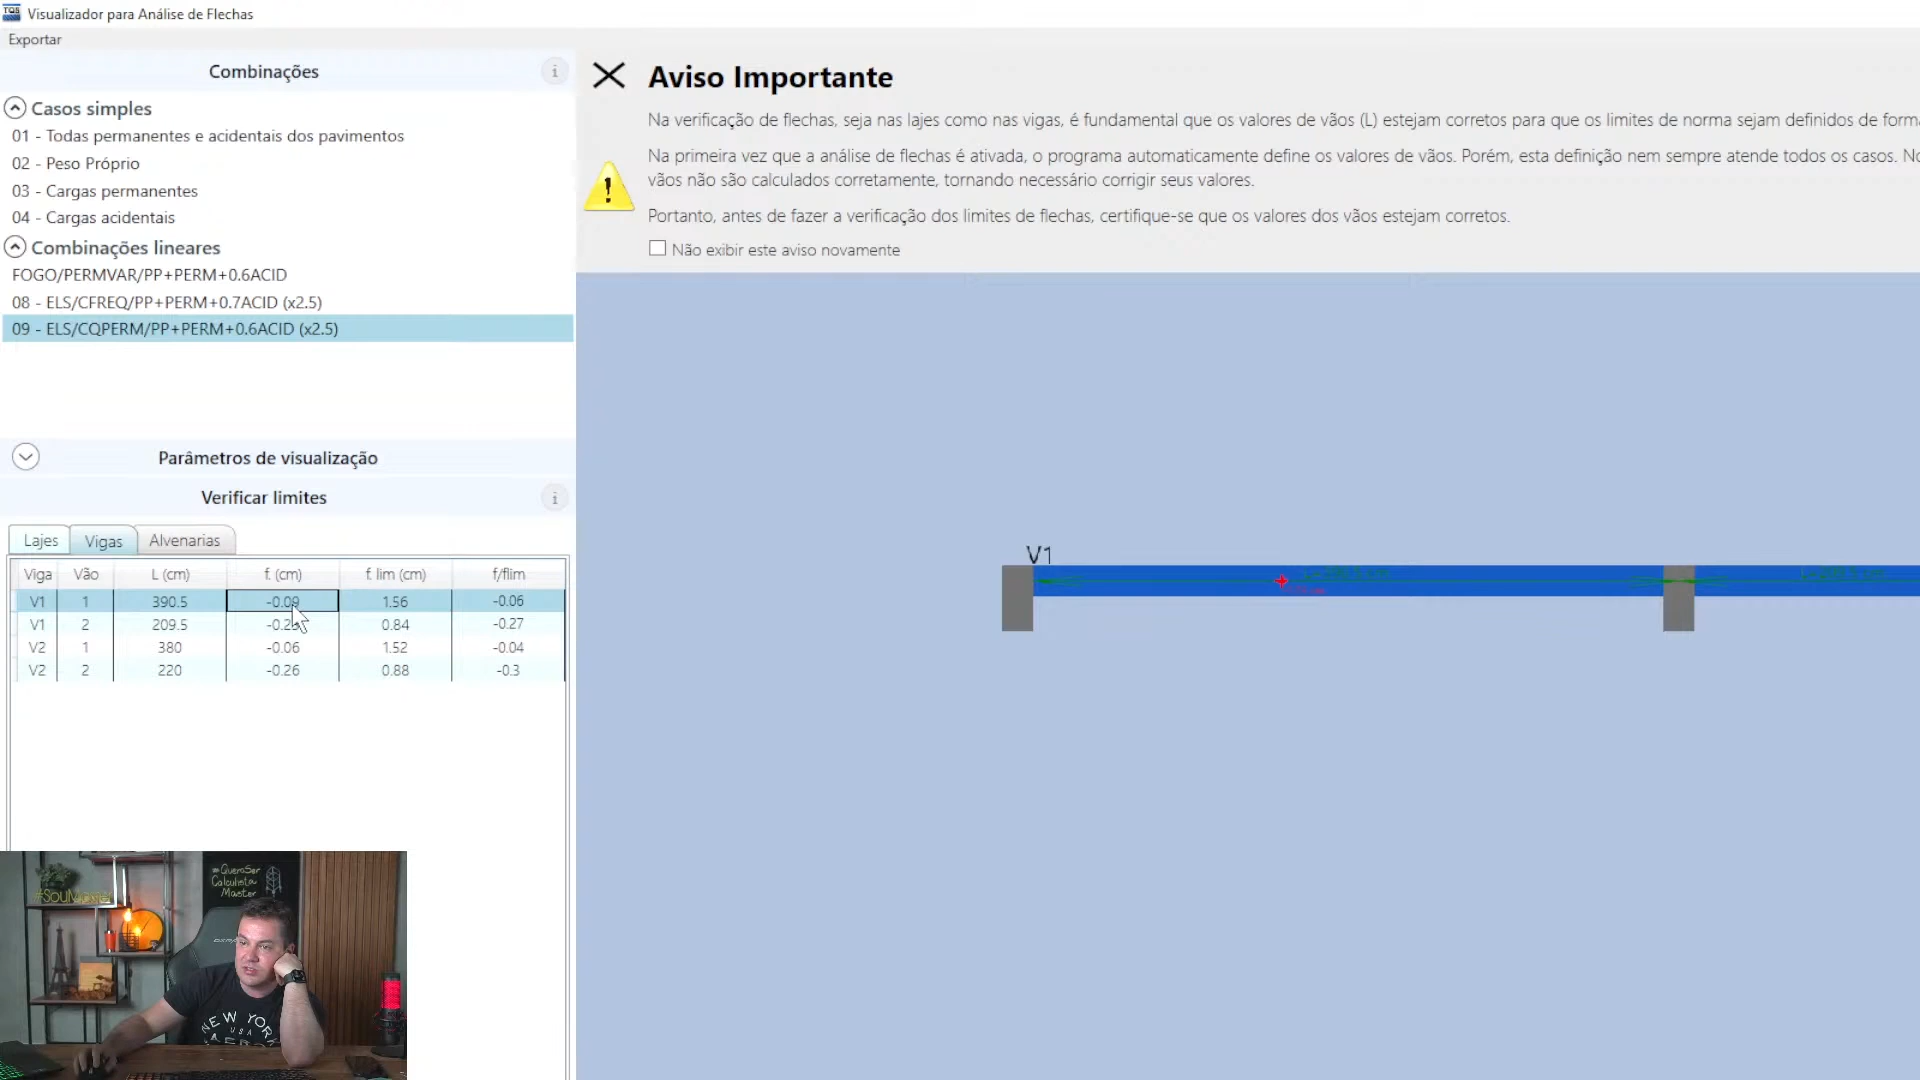 Visualizador para Análise de Flechas
Exportar
Combinações
Casos simples
01 - Todas permanentes e acidentais dos pavimentos
02 - Peso Próprio
03 - Cargas permanentes
04 - Cargas acidentais
Combinações lineares
FOGO/PERMVAR/PP+PERM+0.6ACID
08 - ELS/CFREQ/PP+PERM+0.7ACID (x2.5)
09 - ELS/CQPERM/PP+PERM+0.6ACID (x2.5)
Parâmetros de visualização
Verificar limites
Lajes Vigas Alvenarias
Viga Vão L (cm) f. (cm) f. lim (cm) f/flim
V1 1 390.5 -0.09 1.56 -0.06
V1 2 209.5 0.84 -0.27
V2 1 380 -0.06 1.52 -0.04
V2 2 220 -0.26 0.88 -0.3
Aviso Importante
Na verificação de flechas, seja nas lajes como nas vigas, é fundamental que os valores de vãos (L) estejam corretos para que os limites de norma sejam definidos de
Na primeira vez que a análise de flechas é ativada, o programa automaticamente define os valores de vãos. Porém, esta definição nem sempre atende todos os casos.
vãos não são calculados corretamente, tornando necessário corrigir seus valores.
Portanto, antes de fazer a verificação dos limites de flechas, certifique-se que os valores dos vãos estejam corretos.
Não exibir este aviso novamente
V1
#QueroSer
Calculista
Master
NEW YORK
USA